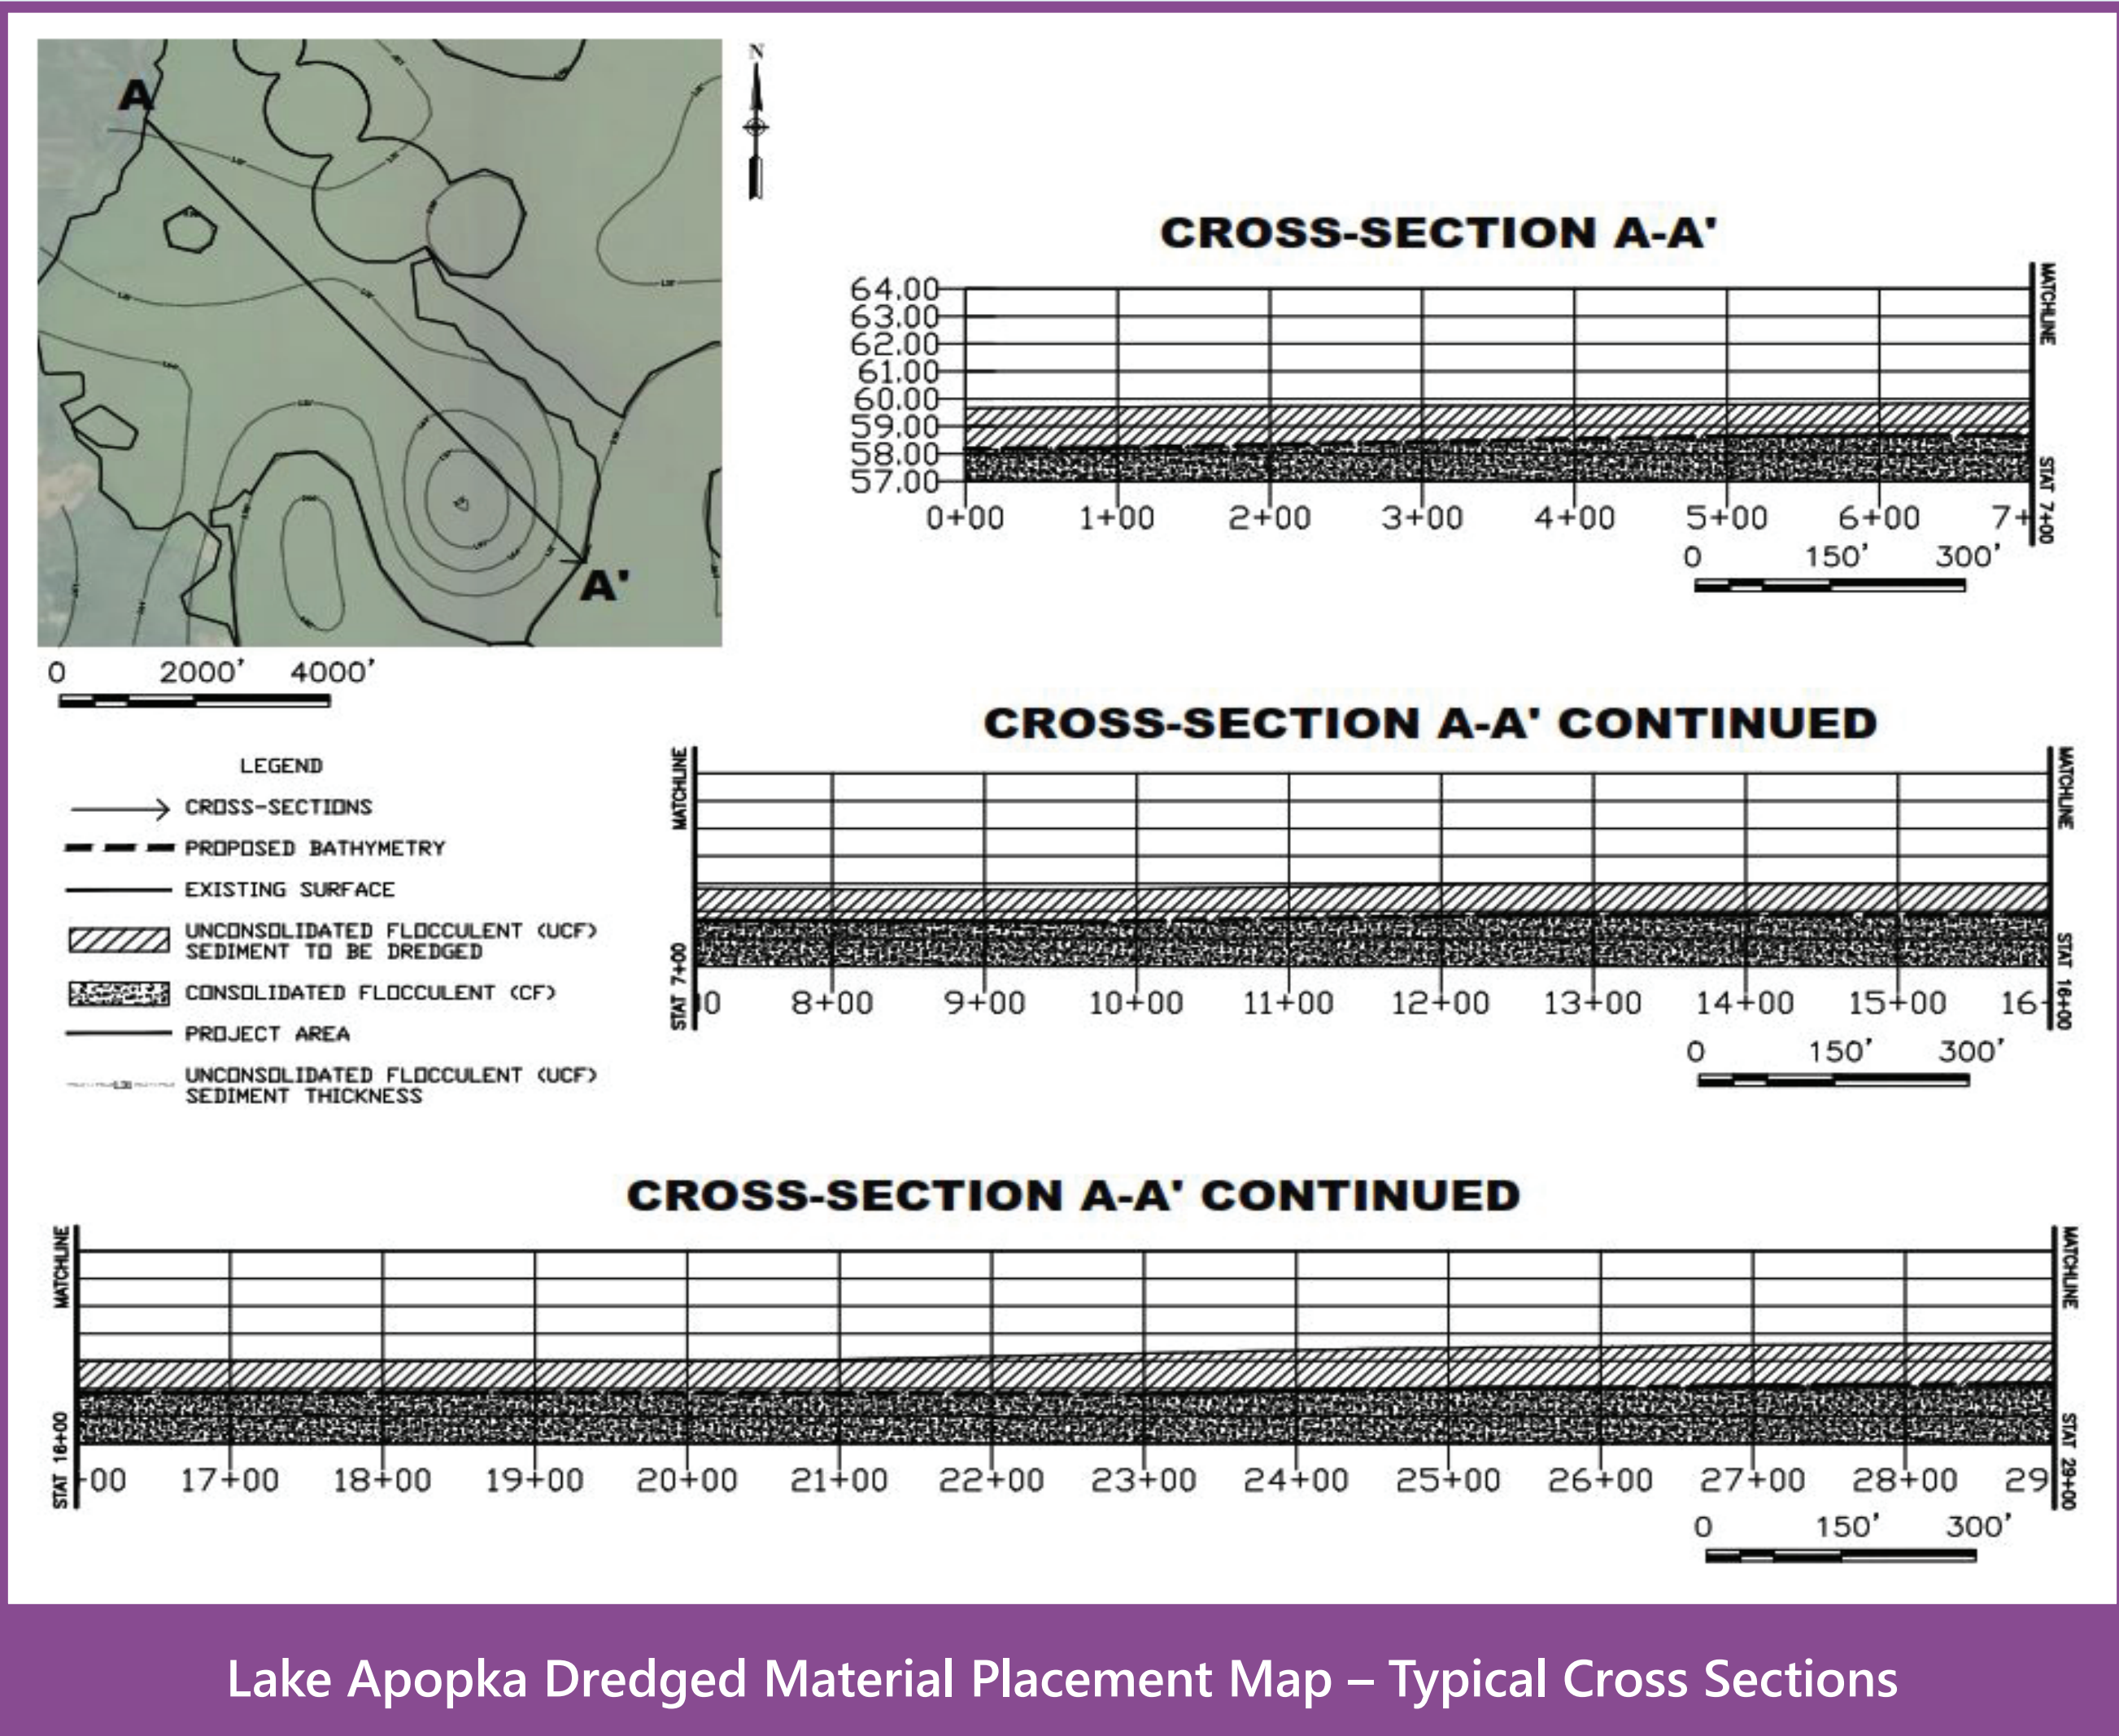 A
A'
N
0 2000' 4000'
LEGEND
CROSS-SECTIONS
PROPOSED BATHYMETRY
EXISTING SURFACE
UNCONSOLIDATED FLOCCULENT (UCF)
SEDIMENT TO BE DREDGED
CONSOLIDATED FLOCCULENT (CF)
PROJECT AREA
UNCONSOLIDATED FLOCCULENT (UCF)
SEDIMENT THICKNESS
CROSS-SECTION A-A'
64.00
63.00
62.00
61.00
60.00
59.00
58.00
57.00
0+00 1+00 2+00 3+00 4+00 5+00 6+00 7+
MATCHLINE
STAT 7+00
0 150' 300'
CROSS-SECTION A-A' CONTINUED
MATCHLINE
STAT 7+00
8+00 9+00 10+00 11+00 12+00 13+00 14+00 15+00 16
MATCHLINE
STAT 16+00
0 150' 300'
CROSS-SECTION A-A' CONTINUED
MATCHLINE
STAT 16+00
+00 17+00 18+00 19+00 20+00 21+00 22+00 23+00 24+00 25+00 26+00 27+00 28+00 29
MATCHLINE
STAT 29+00
0 150' 300'
Lake Apopka Dredged Material Placement Map – Typical Cross Sections